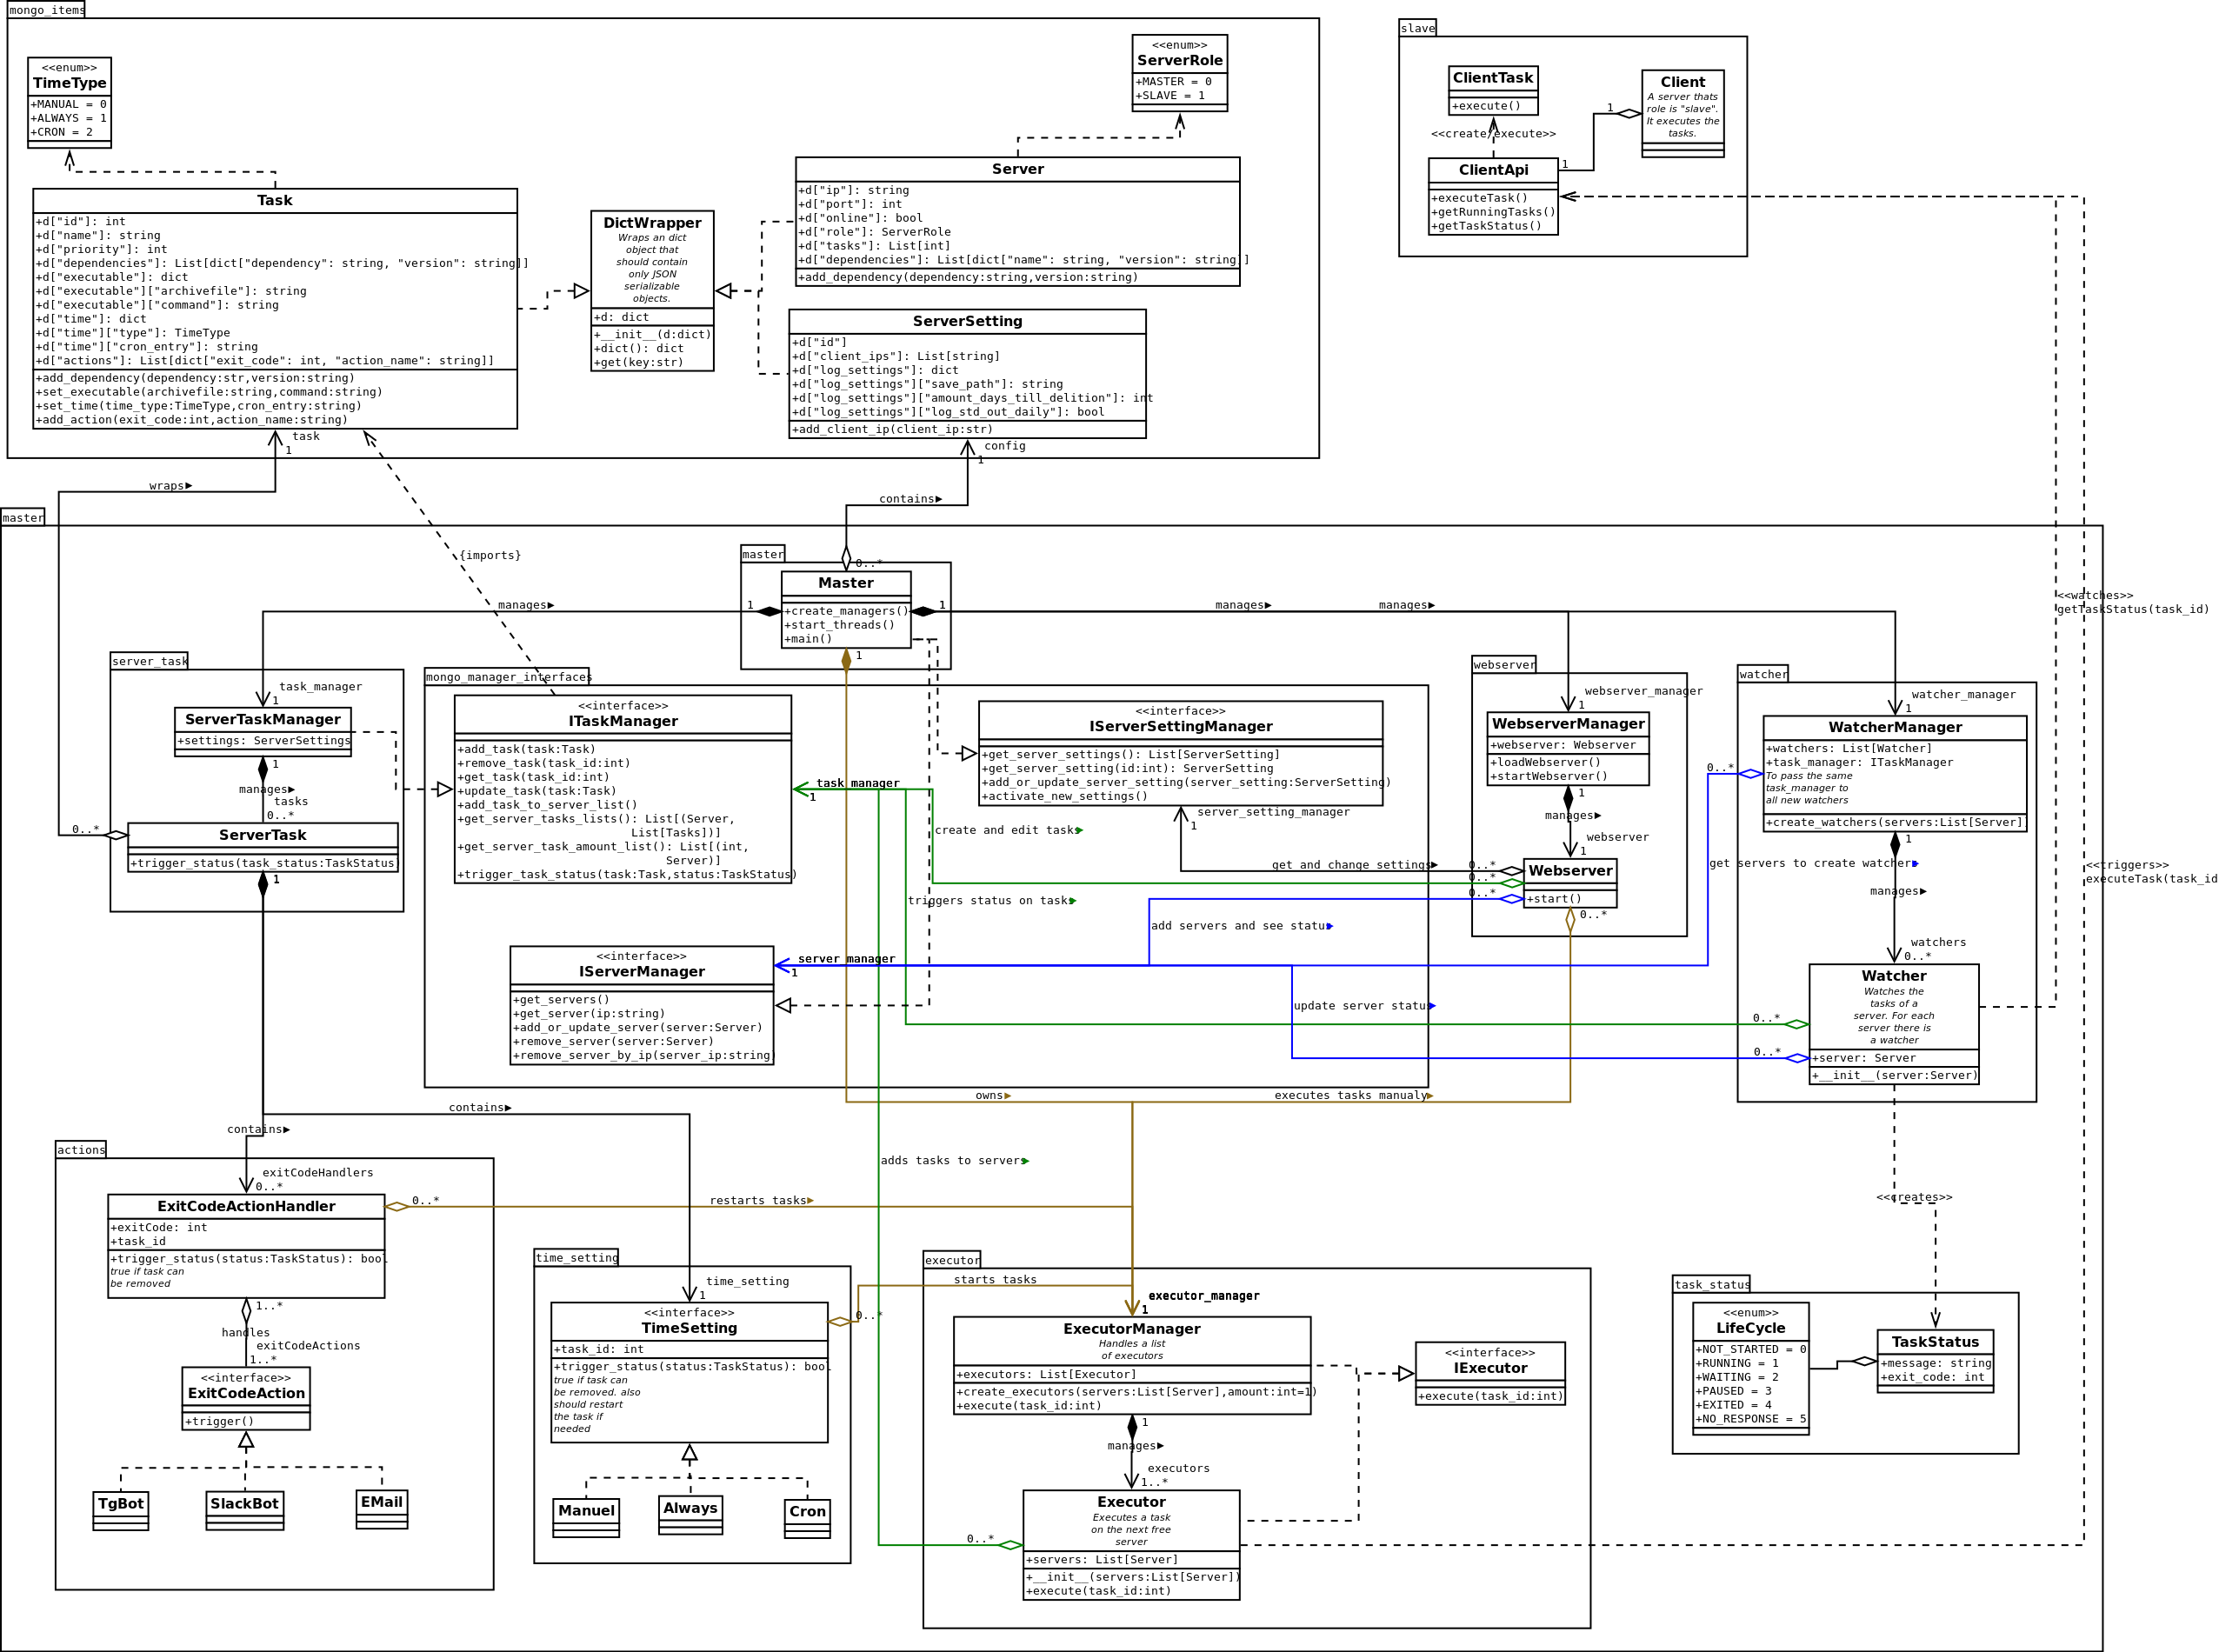 mongo_items
<<enum>>
TimeType
+MANUAL = 0
+ALWAYS = 1
+CRON = 2
<<enum>>
ServerRole
+MASTER = 0
+SLAVE = 1
Task
+d["id"]: int
+d["name"]: string
+d["priority"]: int
+d["dependencies"]: List[dict["dependency": string, "version": string]]
+d["executable"]: dict
+d["executable"]["archivefile"]: string
+d["executable"]["command"]: string
+d["time"]: dict
+d["time"]["type"]: TimeType
+d["time"]["cron_entry"]: string
+d["actions"]: List[dict["exit_code": int, "action_name": string]]
+add_dependency(dependency:str,version:string)
+set_executable(archivefile:string,command:string)
+set_time(time_type:TimeType,cron_entry:string)
+add_action(exit_code:int,action_name:string)
task
1
DictWrapper
Wraps an dict
object that
should contain
only JSON
serializable
objects.
+d: dict
+__init__(d:dict)
+dict(): dict
+get(key:str)
Server
+d["ip"]: string
+d["port"]: int
+d["online"]: bool
+d["role"]: ServerRole
+d["tasks"]: List[int]
+d["dependencies"]: List[dict["name": string, "version": string]]
+add_dependency(dependency:string,version:string)
ServerSetting
+d["id"]
+d["client_ips"]: List[string]
+d["log_settings"]: dict
+d["log_settings"]["save_path"]: string
+d["log_settings"]["amount_days_till_delition"]: int
+d["log_settings"]["log_std_out_daily"]: bool
+add_client_ip(client_ip:str)
config
1
slave
ClientTask
+execute()
<<create/execute>>
Client
A server thats
role is "slave".
It executes the
tasks.
1
1
ClientApi
+executeTask()
+getRunningTasks()
+getTaskStatus()
wraps
contains
{imports}
master
master
0..*
Master
+create_managers()
+start_threads()
+main()
1
1
1
manages
manages
manages
<<watches>>
getTaskStatus(task_id)
<<triggers>>
executeTask(task_id
server_task
task_manager
1
ServerTaskManager
+settings: ServerSettings
1
manages
tasks
0..*
0..*
ServerTask
+trigger_status(task_status:TaskStatus)
1
mongo_manager_interfaces
<<interface>>
ITaskManager
+add_task(task:Task)
+remove_task(task_id:int)
+get_task(task_id:int)
+update_task(task:Task)
+add_task_to_server_list()
+get_server_tasks_lists(): List[(Server,
List[Tasks])]
+get_server_task_amount_list(): List[(int,
Server)]
+trigger_task_status(task:Task,status:TaskStatus)
task_manager
1
<<interface>>
IServerSettingManager
+get_server_settings(): List[ServerSetting]
+get_server_setting(id:int): ServerSetting
+add_or_update_server_setting(server_setting:ServerSetting)
+activate_new_settings()
server_setting_manager
1
create and edit tasks
get and change settings
triggers status on tasks
add servers and see status
<<interface>>
IServerManager
+get_servers()
+get_server(ip:string)
+add_or_update_server(server:Server)
+remove_server(server:Server)
+remove_server_by_ip(server_ip:string)
server_manager
1
update server status
webserver
webserver_manager
1
WebserverManager
+webserver: Webserver
+loadWebserver()
+startWebserver()
1
manages
webserver
1
0..*
0..*
0..*
Webserver
+start()
0..*
watcher
watcher_manager
1
WatcherManager
+watchers: List[Watcher]
+task_manager: ITaskManager
To pass the same
task_manager to
all new watchers
+create_watchers(servers:List[Server])
0..*
1
get servers to create watchers
manages
watchers
0..*
Watcher
Watches the
tasks of a
server. For each
server there is
a watcher
+server: Server
+__init__(server:Server)
0..*
0..*
owns
executes tasks manualy
contains
contains
adds tasks to servers
restarts tasks
<<creates>>
actions
exitCodeHandlers
0..*
ExitCodeActionHandler
+exitCode: int
+task_id
+trigger_status(status:TaskStatus): bool
true if task can
be removed
0..*
1..*
handles
exitCodeActions
1..*
<<interface>>
ExitCodeAction
+trigger()
TgBot
SlackBot
EMail
time_setting
time_setting
1
<<interface>>
TimeSetting
+task_id: int
+trigger_status(status:TaskStatus): bool
true if task can
be removed. also
should restart
the task if
needed
0..*
Manuel
Always
Cron
executor
starts tasks
executor_manager
1
ExecutorManager
Handles a list
of executors
+executors: List[Executor]
+create_executors(servers:List[Server],amount:int=1)
+execute(task_id:int)
1
manages
executors
1..*
<<interface>>
IExecutor
+execute(task_id:int)
0..*
Executor
Executes a task
on the next free
server
+servers: List[Server]
+__init__(servers:List[Server])
+execute(task_id:int)
task_status
<<enum>>
LifeCycle
+NOT_STARTED = 0
+RUNNING = 1
+WAITING = 2
+PAUSED = 3
+EXITED = 4
+NO_RESPONSE = 5
TaskStatus
+message: string
+exit_code: int